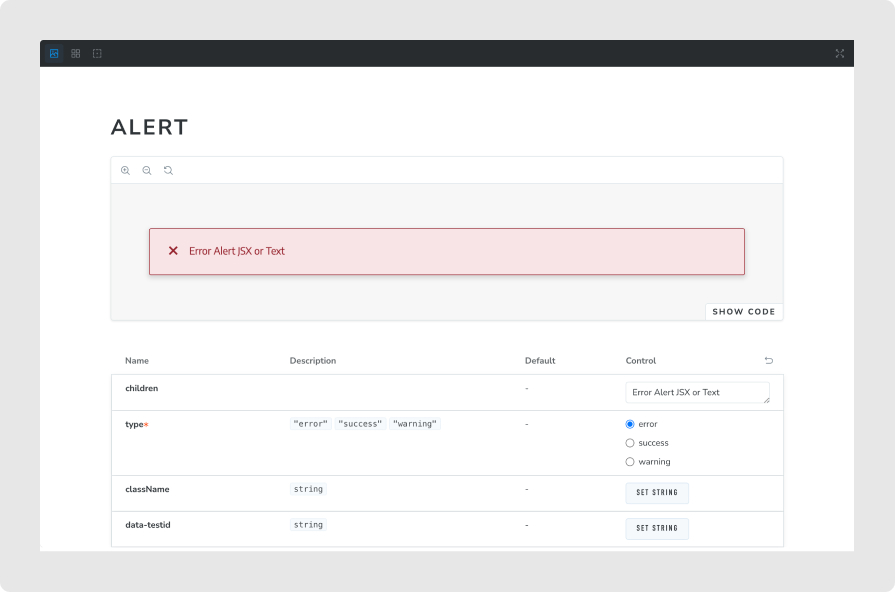 ALERT
Error Alert JSX or Text
SHOW CODE
Name Description Default Control
children - Error Alert JSX or Text
type* "error" "success" "warning" - error
success
warning
className string - SET STRING
data-testid string - SET STRING